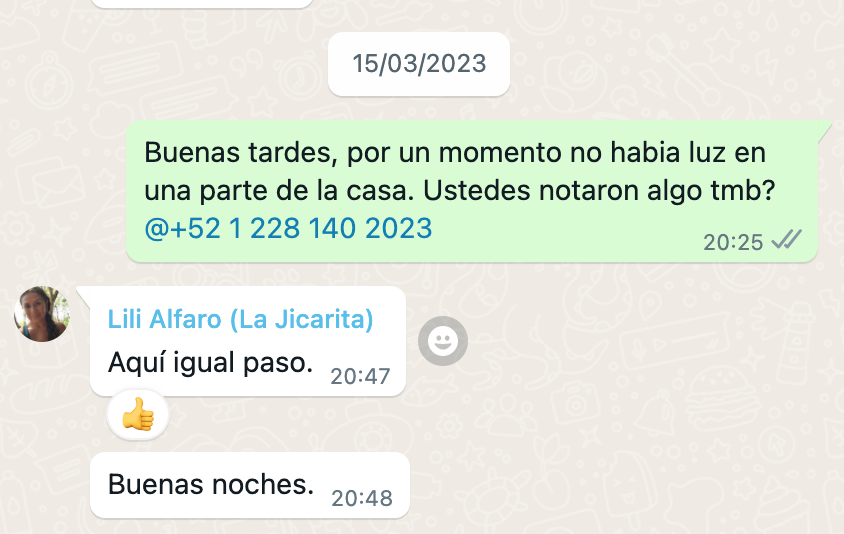 15/03/2023
Buenas tardes, por un momento no habia luz en
una parte de la casa. Ustedes notaron algo tmb?
@+52 1 228 140 2023
20:25
Lili Alfaro (La Jicarita)
Aquí igual paso. 20:47
👍
Buenas noches. 20:48